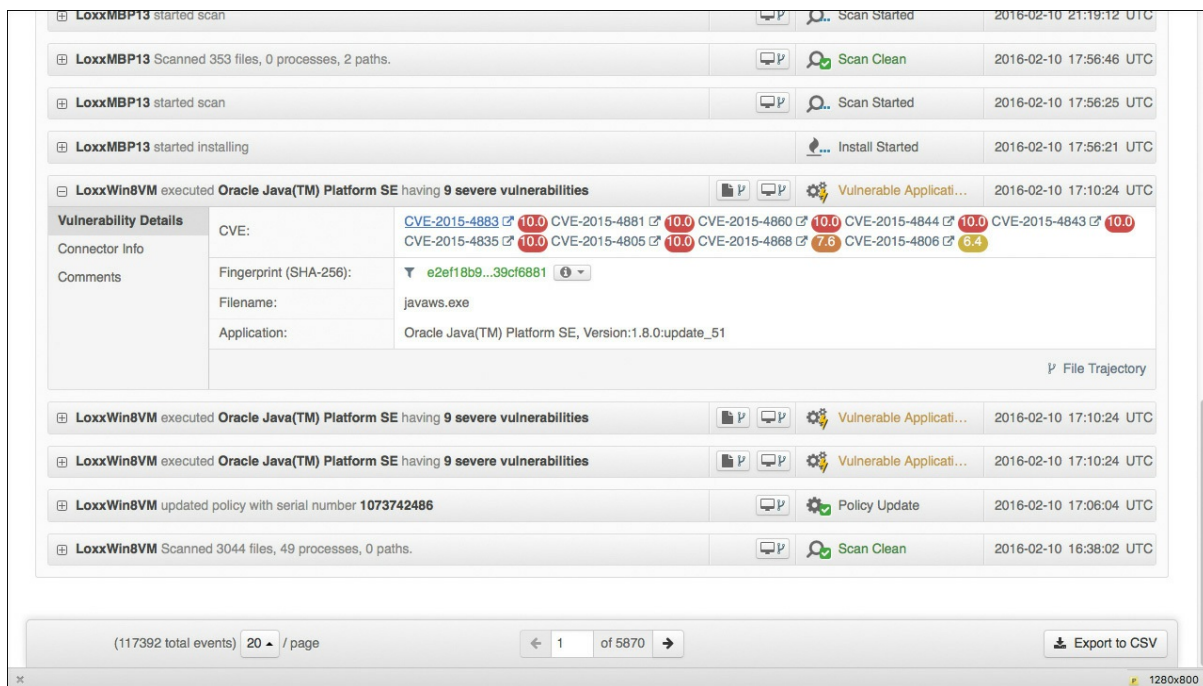 LoxxMBP13 started scan Scan Started 2016-02-10 21:19:12 UTC
LoxxMBP13 Scanned 353 files, 0 processes, 2 paths. Scan Clean 2016-02-10 17:56:46 UTC
LoxxMBP13 started scan Scan Started 2016-02-10 17:56:25 UTC
LoxxMBP13 started installing Install Started 2016-02-10 17:56:21 UTC
LoxxWin8VM executed Oracle Java(TM) Platform SE having 9 severe vulnerabilities Vulnerable Applicati... 2016-02-10 17:10:24 UTC
Vulnerability Details
Connector Info
Comments
CVE: CVE-2015-4883 10.0 CVE-2015-4881 10.0 CVE-2015-4860 10.0 CVE-2015-4844 10.0 CVE-2015-4843 10.0
CVE-2015-4835 10.0 CVE-2015-4805 10.0 CVE-2015-4868 7.6 CVE-2015-4806 6.4
Fingerprint (SHA-256): e2ef18b9...39cf6881
Filename: javaws.exe
Application: Oracle Java(TM) Platform SE, Version:1.8.0:update_51
File Trajectory
LoxxWin8VM executed Oracle Java(TM) Platform SE having 9 severe vulnerabilities Vulnerable Applicati... 2016-02-10 17:10:24 UTC
LoxxWin8VM executed Oracle Java(TM) Platform SE having 9 severe vulnerabilities Vulnerable Applicati... 2016-02-10 17:10:24 UTC
LoxxWin8VM updated policy with serial number 1073742486 Policy Update 2016-02-10 17:06:04 UTC
LoxxWin8VM Scanned 3044 files, 49 processes, 0 paths. Scan Clean 2016-02-10 16:38:02 UTC
(117392 total events) 20 / page 1 of 5870 Export to CSV
1280x800